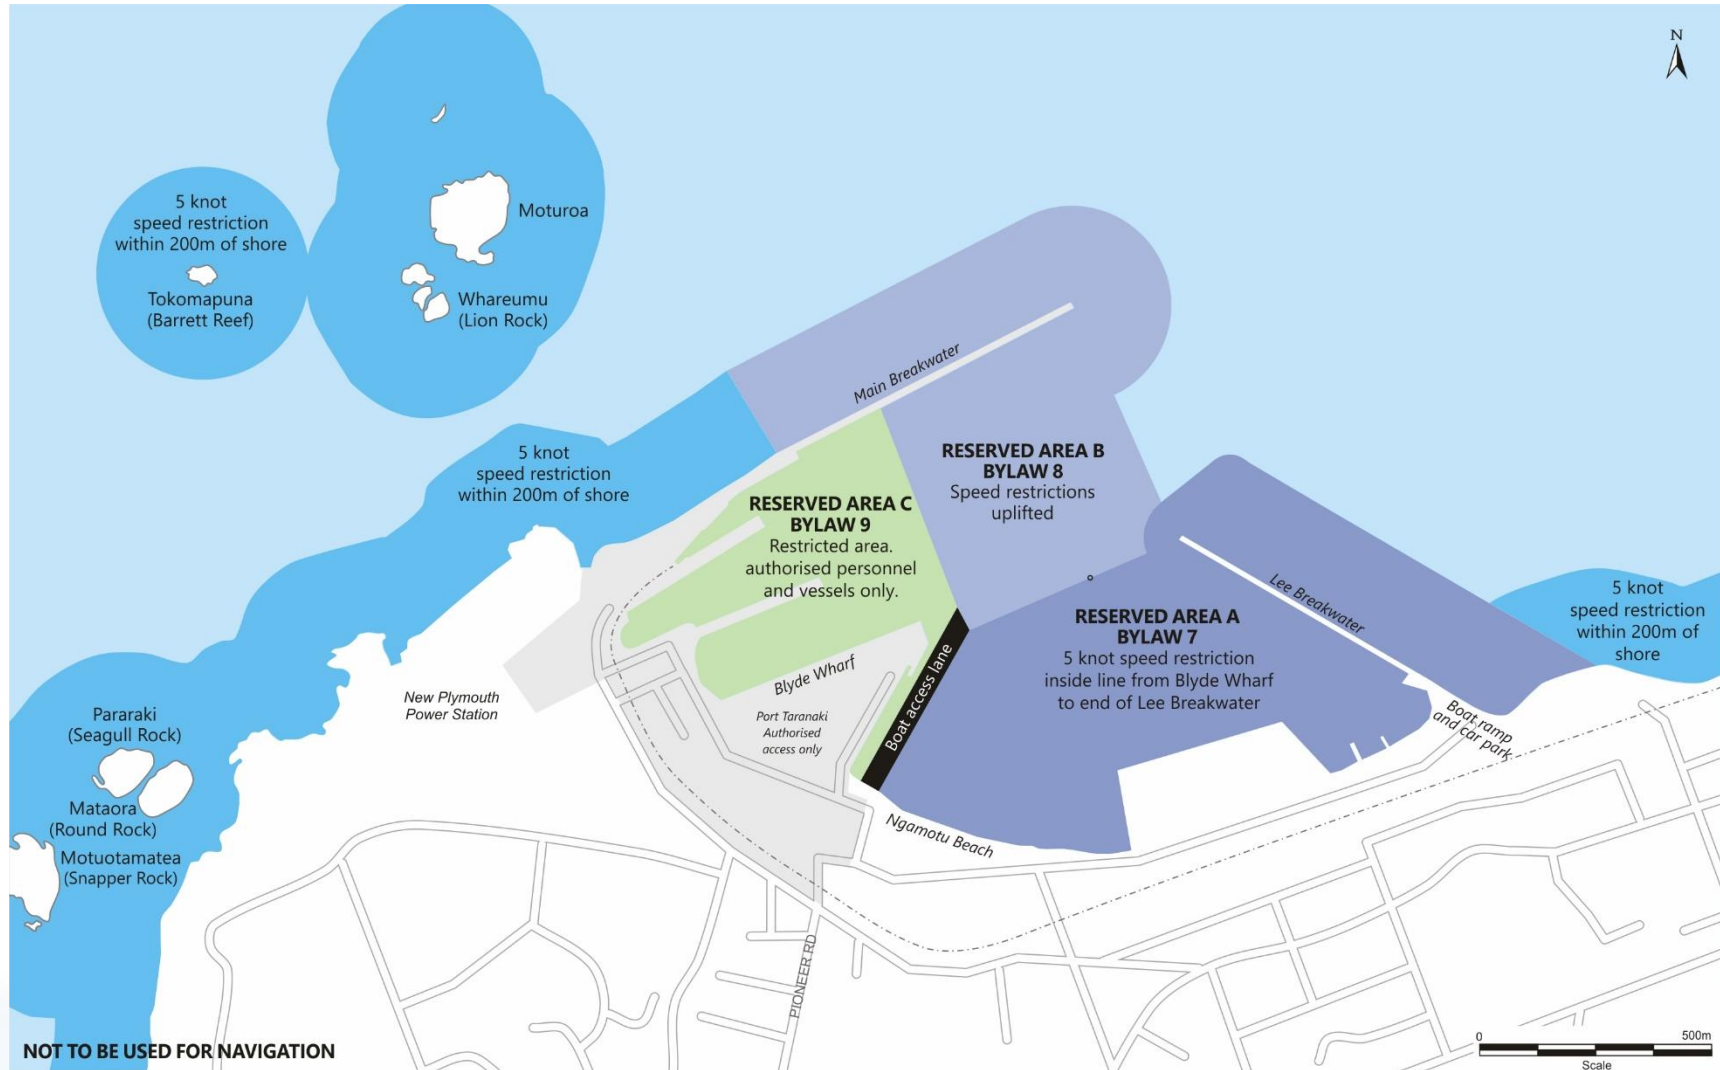 N
5 knot
speed restriction
within 200m of shore
Tokomapuna
(Barrett Reef)
Moturoa
Whareumu
(Lion Rock)
Main Breakwater
5 knot
speed restriction
within 200m of shore
RESERVED AREA B
BYLAW 8
Speed restrictions
uplifted
RESERVED AREA C
BYLAW 9
Restricted area.
authorised personnel
and vessels only.
Lee Breakwater
5 knot
speed restriction
within 200m of
shore
RESERVED AREA A
BYLAW 7
5 knot speed restriction
inside line from Blyde Wharf
to end of Lee Breakwater
Boat access lane
Blyde Wharf
New Plymouth
Power Station
Port Taranaki
Authorised
access only
Boat ramp
and car park
Pararaki
(Seagull Rock)
Mataora
(Round Rock)
Motuotamatea
(Snapper Rock)
Ngamotu Beach
PIONEER RD
NOT TO BE USED FOR NAVIGATION
0 500m
Scale